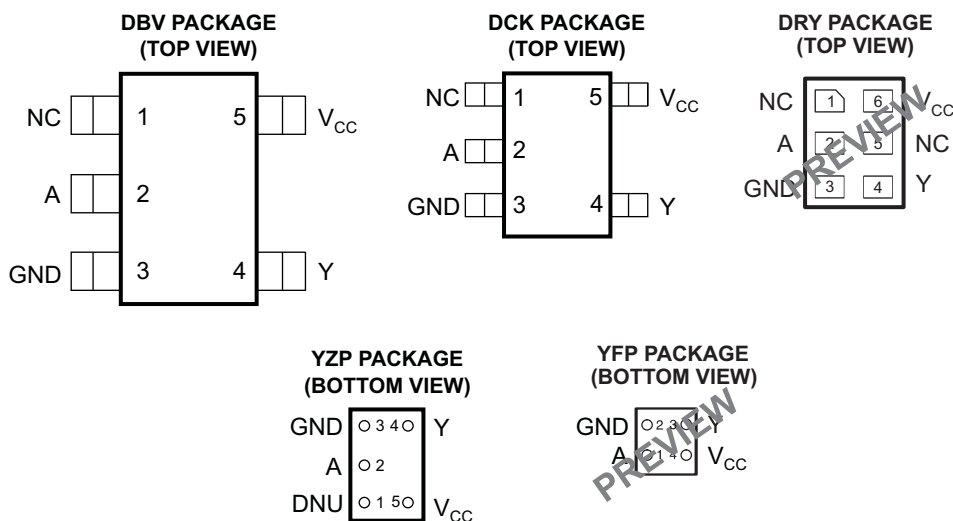 DBV PACKAGE
(TOP VIEW)
NC 1 5 VCC
A 2
GND 3 4 Y
DCK PACKAGE
(TOP VIEW)
NC 1 5 VCC
A 2
GND 3 4 Y
DRY PACKAGE
(TOP VIEW)
NC 1 6 VCC
A 2 5 NC
GND 3 4 Y
PREVIEW
YZP PACKAGE
(BOTTOM VIEW)
GND 3 4 Y
A 2
DNU 1 5 VCC
YFP PACKAGE
(BOTTOM VIEW)
GND 2 3 Y
A 1 4 VCC
PREVIEW